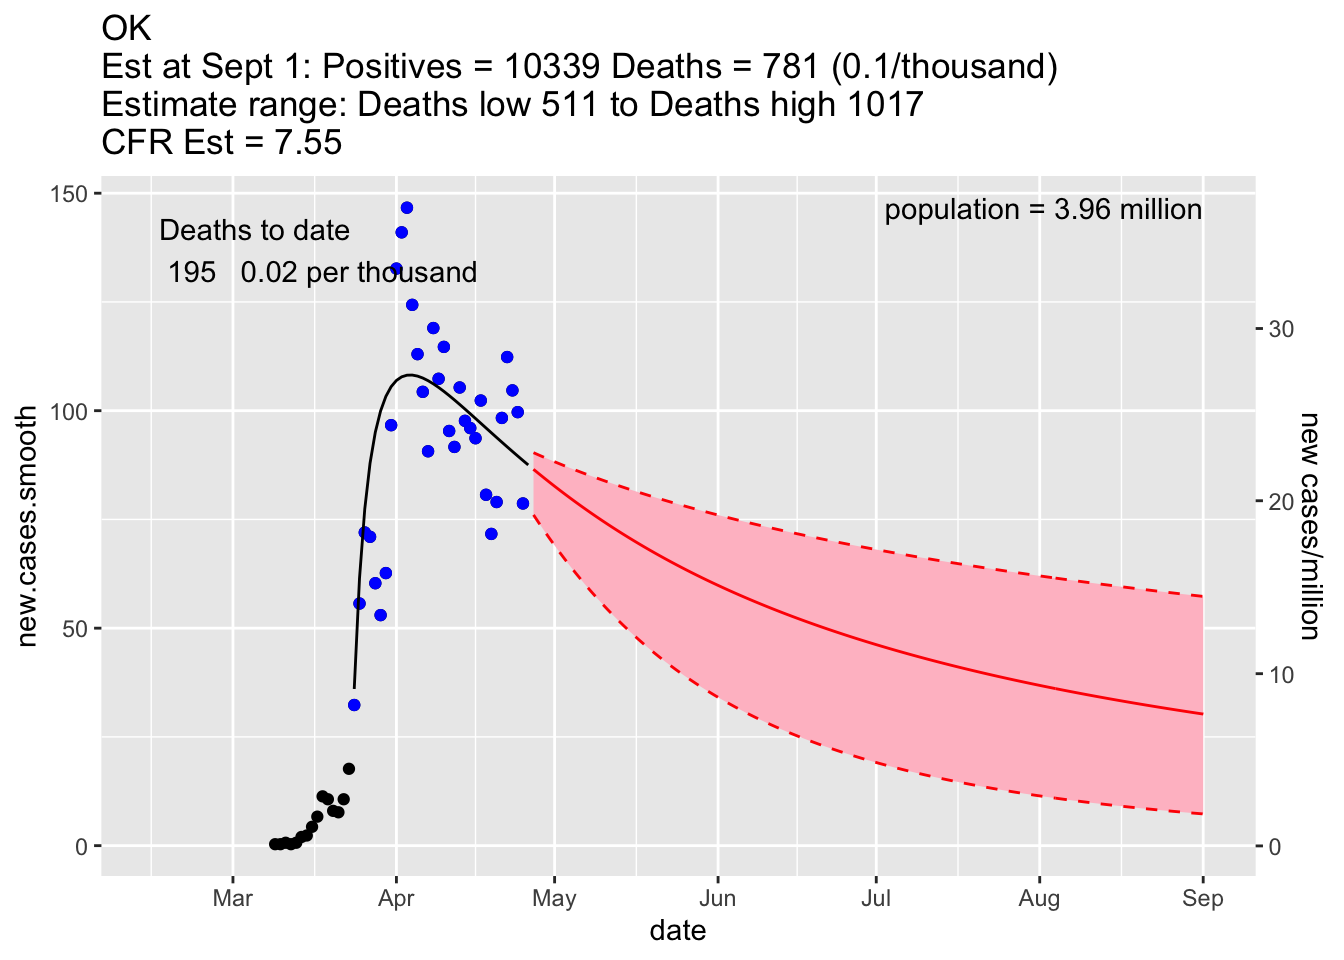 OK
Est at Sept 1: Positives = 10339 Deaths = 781 (0.1/thousand)
Estimate range: Deaths low 511 to Deaths high 1017
CFR Est = 7.55
population = 3.96 million
Deaths to date
195 0.02 per thousand
150
100
50
0
new.cases.smooth
30
20
10
0
new cases/million
Mar Apr May Jun Jul Aug Sep
date